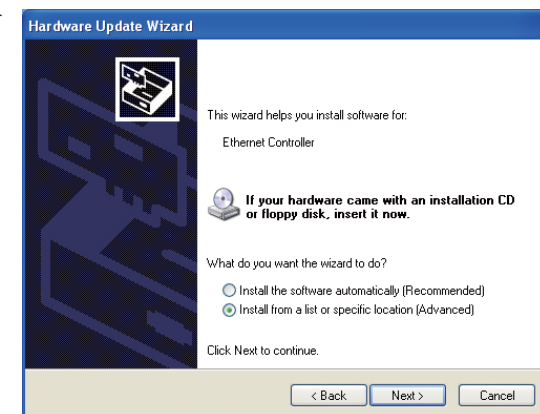 Hardware Update Wizard
This wizard helps you install software for:
Ethernet Controller
If your hardware came with an installation CD
or floppy disk, insert it now.
What do you want the wizard to do?
Install the software automatically (Recommended)
Install from a list or specific location (Advanced)
Click Next to continue.
< Back Next > Cancel